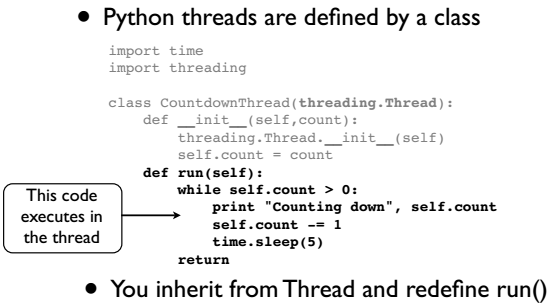 • Python threads are defined by a class
import time
import threading
class CountdownThread(threading.Thread):
    def __init__(self,count):
        threading.Thread.__init__(self)
        self.count = count
    def run(self):
        while self.count > 0:
            print "Counting down", self.count
            self.count -= 1
            time.sleep(5)
        return
This code
executes in
the thread
• You inherit from Thread and redefine run()